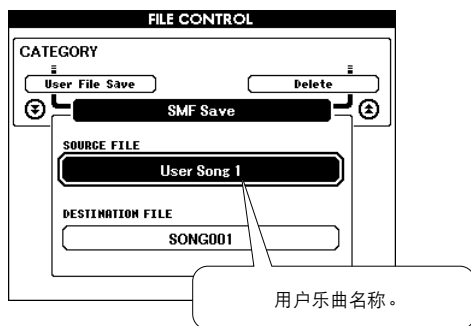 FILE CONTROL
CATEGORY
User File Save
Delete
SMF Save
SOURCE FILE
User Song 1
DESTINATION FILE
SONG001
用户乐曲名称。